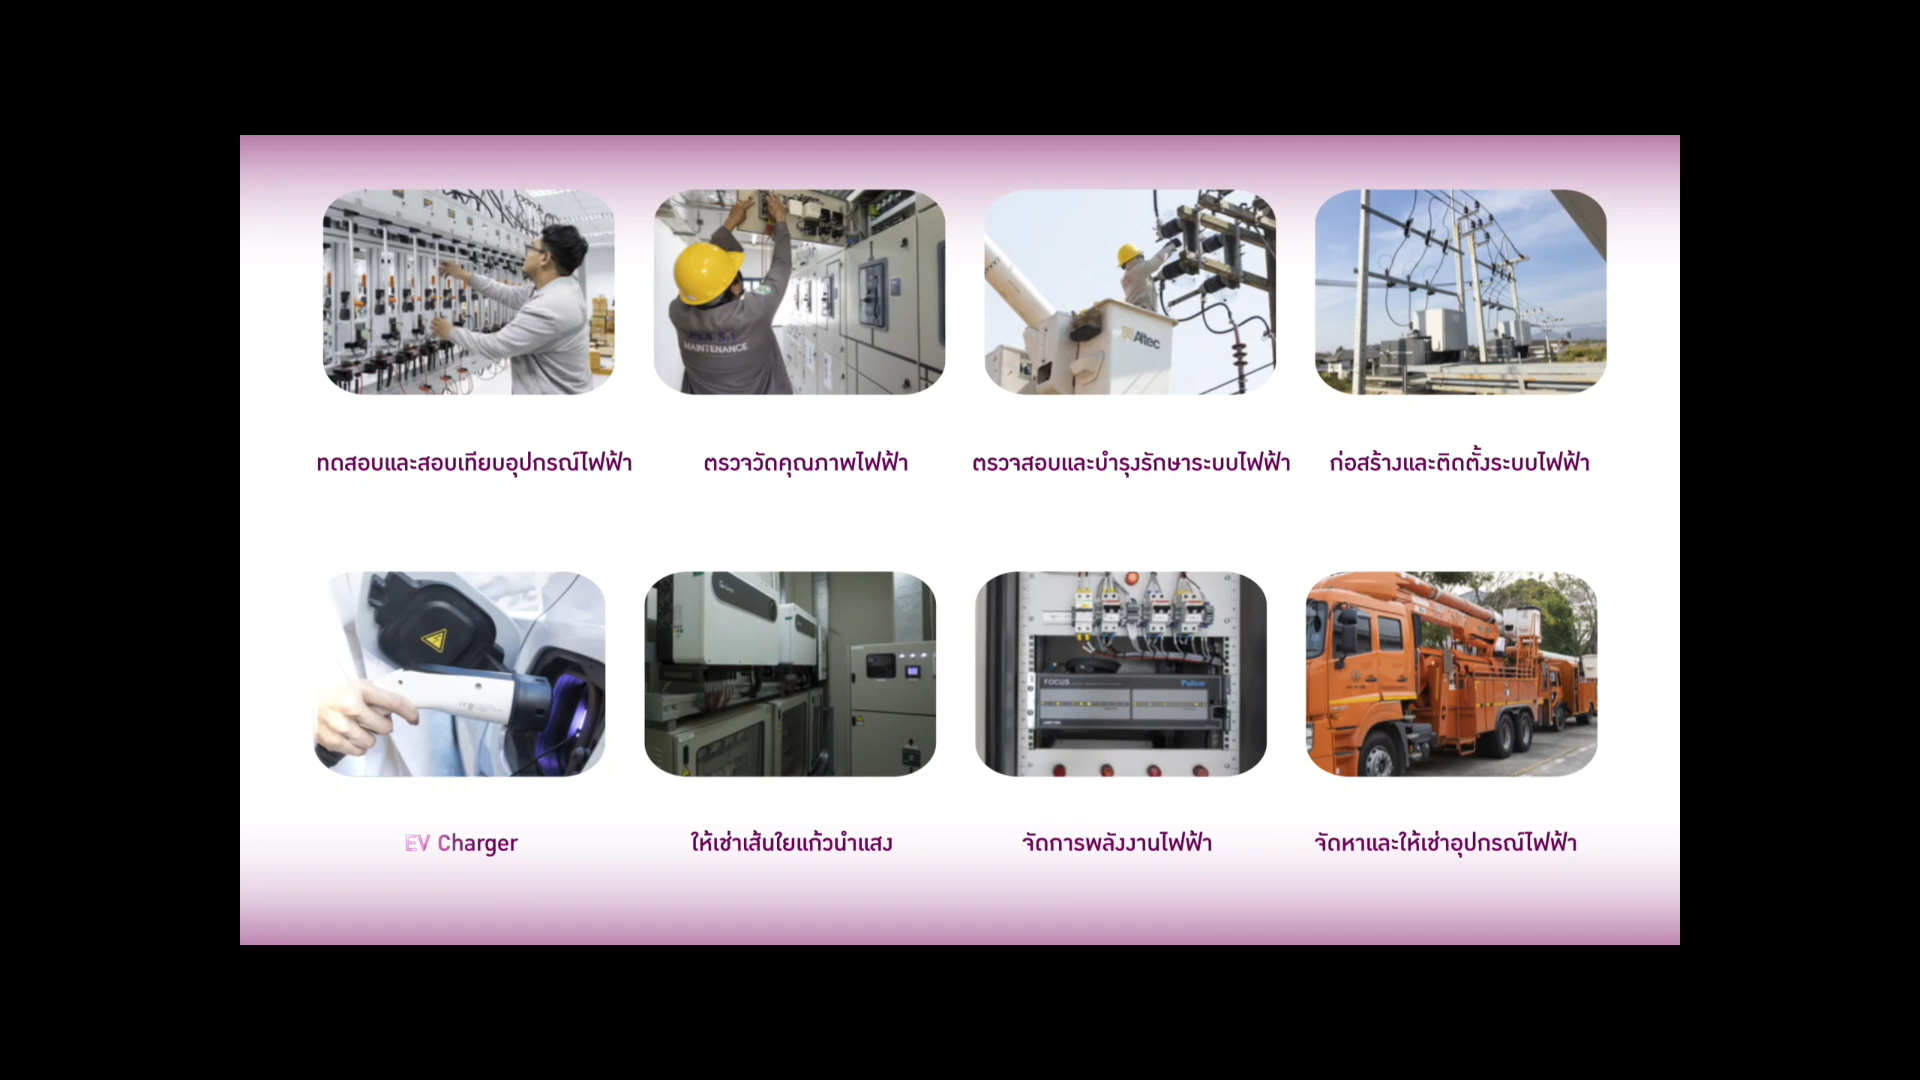 MAINTENANCE
Altec
ทดสอบและสอบเทียบอุปกรณ์ไฟฟ้า
ตรวจวัดคุณภาพไฟฟ้า
ตรวจสอบและบำรุงรักษาระบบไฟฟ้า
ก่อสร้างและติดตั้งระบบไฟฟ้า
FOCUS
Pulsar
EV Charger
ให้เช่าเส้นใยแก้วนำแสง
จัดการพลังงานไฟฟ้า
จัดหาและให้เช่าอุปกรณ์ไฟฟ้า